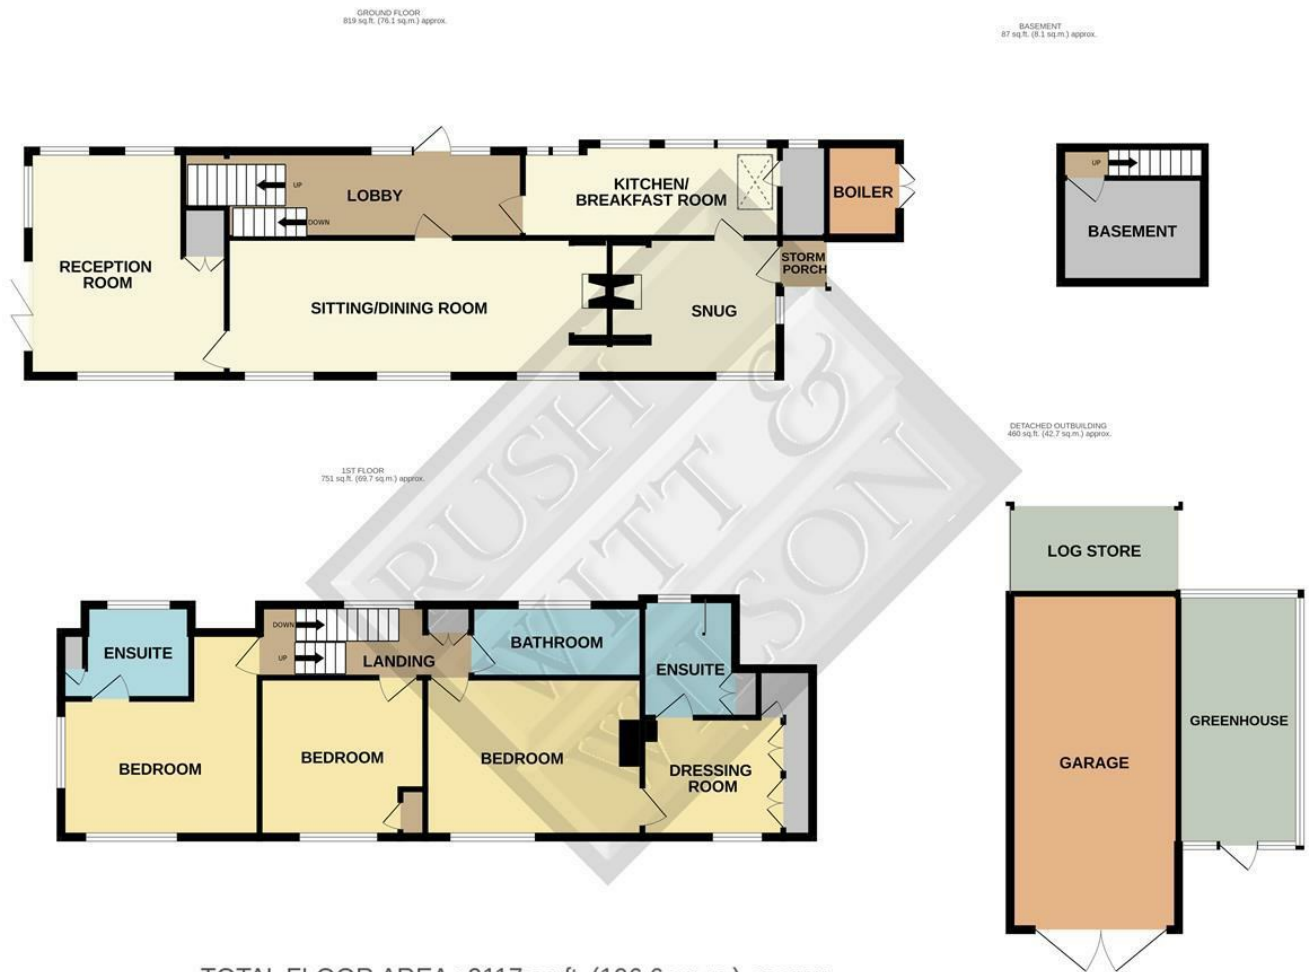 GROUND FLOOR
819 sq.ft. (76.1 sq.m.) approx.
BASEMENT
87 sq.ft. (8.1 sq.m.) approx.
UP
LOBBY
DOWN
KITCHEN/
BREAKFAST ROOM
BOILER
RECEPTION
ROOM
SITTING/DINING ROOM
SNUG
STORM
PORCH
UP
BASEMENT
1ST FLOOR
751 sq.ft. (69.7 sq.m.) approx.
DETACHED OUTBUILDING
460 sq.ft. (42.7 sq.m.) approx.
ENSUITE
DOWN
UP
LANDING
BATHROOM
ENSUITE
BEDROOM
BEDROOM
BEDROOM
DRESSING
ROOM
LOG STORE
GARAGE
GREENHOUSE
RUSH
WITT &
WILSON